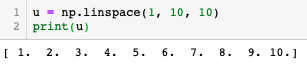 1 u = np.linspace(1, 10, 10)
2 print(u)
[ 1.  2.  3.  4.  5.  6.  7.  8.  9. 10.]